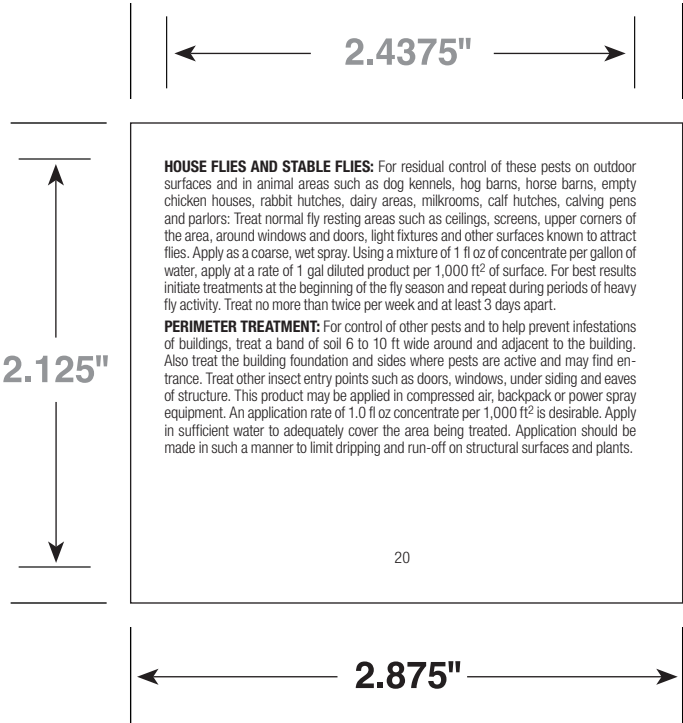 2.4375"
HOUSE FLIES AND STABLE FLIES: For residual control of these pests on outdoor
surfaces and in animal areas such as dog kennels, hog barns, horse barns, empty
chicken houses, rabbit hutches, dairy areas, milkrooms, calf hutches, calving pens
and parlors: Treat normal fly resting areas such as ceilings, screens, upper corners of
the area, around windows and doors, light fixtures and other surfaces known to attract
flies. Apply as a coarse, wet spray. Using a mixture of 1 fl oz of concentrate per gallon of
water, apply at a rate of 1 gal diluted product per 1,000 ft² of surface. For best results
initiate treatments at the beginning of the fly season and repeat during periods of heavy
fly activity. Treat no more than twice per week and at least 3 days apart.
PERIMETER TREATMENT: For control of other pests and to help prevent infestations
of buildings, treat a band of soil 6 to 10 ft wide around and adjacent to the building.
Also treat the building foundation and sides where pests are active and may find en-
trance. Treat other insect entry points such as doors, windows, under siding and eaves
of structure. This product may be applied in compressed air, backpack or power spray
equipment. An application rate of 1.0 fl oz concentrate per 1,000 ft² is desirable. Apply
in sufficient water to adequately cover the area being treated. Application should be
made in such a manner to limit dripping and run-off on structural surfaces and plants.
2.125"
20
2.875"